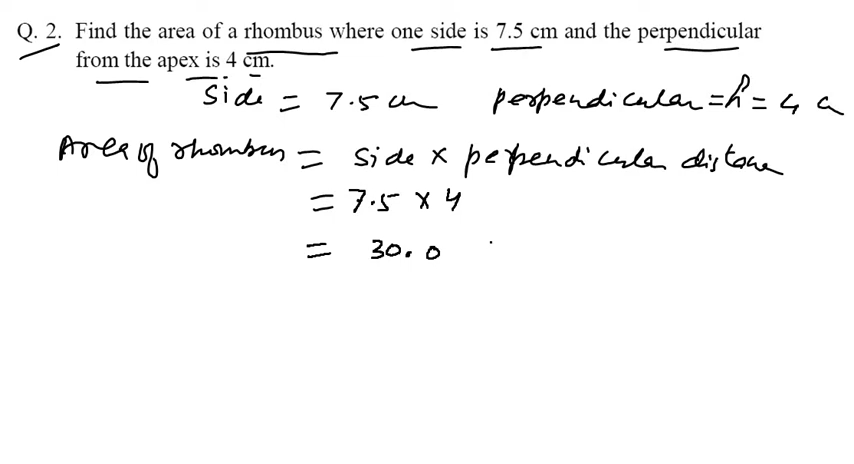 Q. 2. Find the area of a rhombus where one side is 7.5 cm and the perpendicular
from the apex is 4 cm.
Side = 7.5 cm perpendicular = h = 4 c
Area of rhombus = side × perpendicular distance
= 7.5 × 4
= 30.0